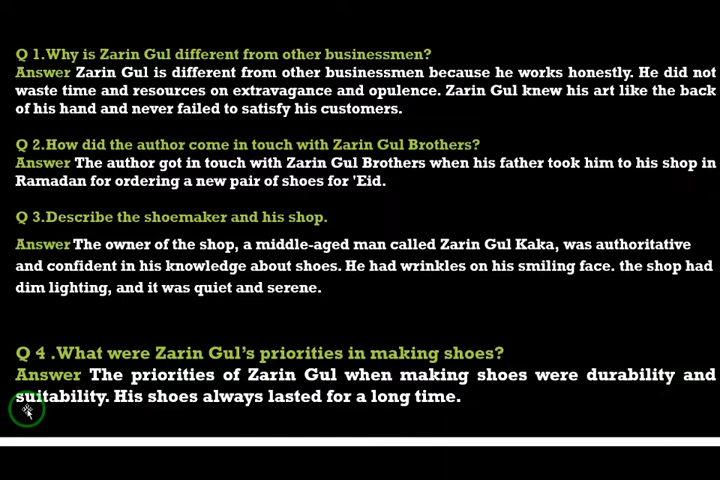 Q 1.Why is Zarin Gul different from other businessmen?
Answer Zarin Gul is different from other businessmen because he works honestly. He did not
waste time and resources on extravagance and opulence. Zarin Gul knew his art like the back
of his hand and never failed to satisfy his customers.
Q 2.How did the author come in touch with Zarin Gul Brothers?
Answer The author got in touch with Zarin Gul Brothers when his father took him to his shop in
Ramadan for ordering a new pair of shoes for 'Eid.
Q 3.Describe the shoemaker and his shop.
Answer The owner of the shop, a middle-aged man called Zarin Gul Kaka, was authoritative
and confident in his knowledge about shoes. He had wrinkles on his smiling face. the shop had
dim lighting, and it was quiet and serene.
Q 4 .What were Zarin Gul's priorities in making shoes?
Answer The priorities of Zarin Gul when making shoes were durability and
suitability. His shoes always lasted for a long time.